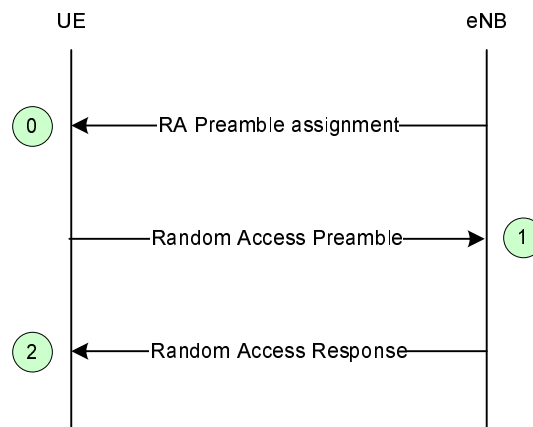 UE
eNB
0
RA Preamble assignment
Random Access Preamble
1
2
Random Access Response